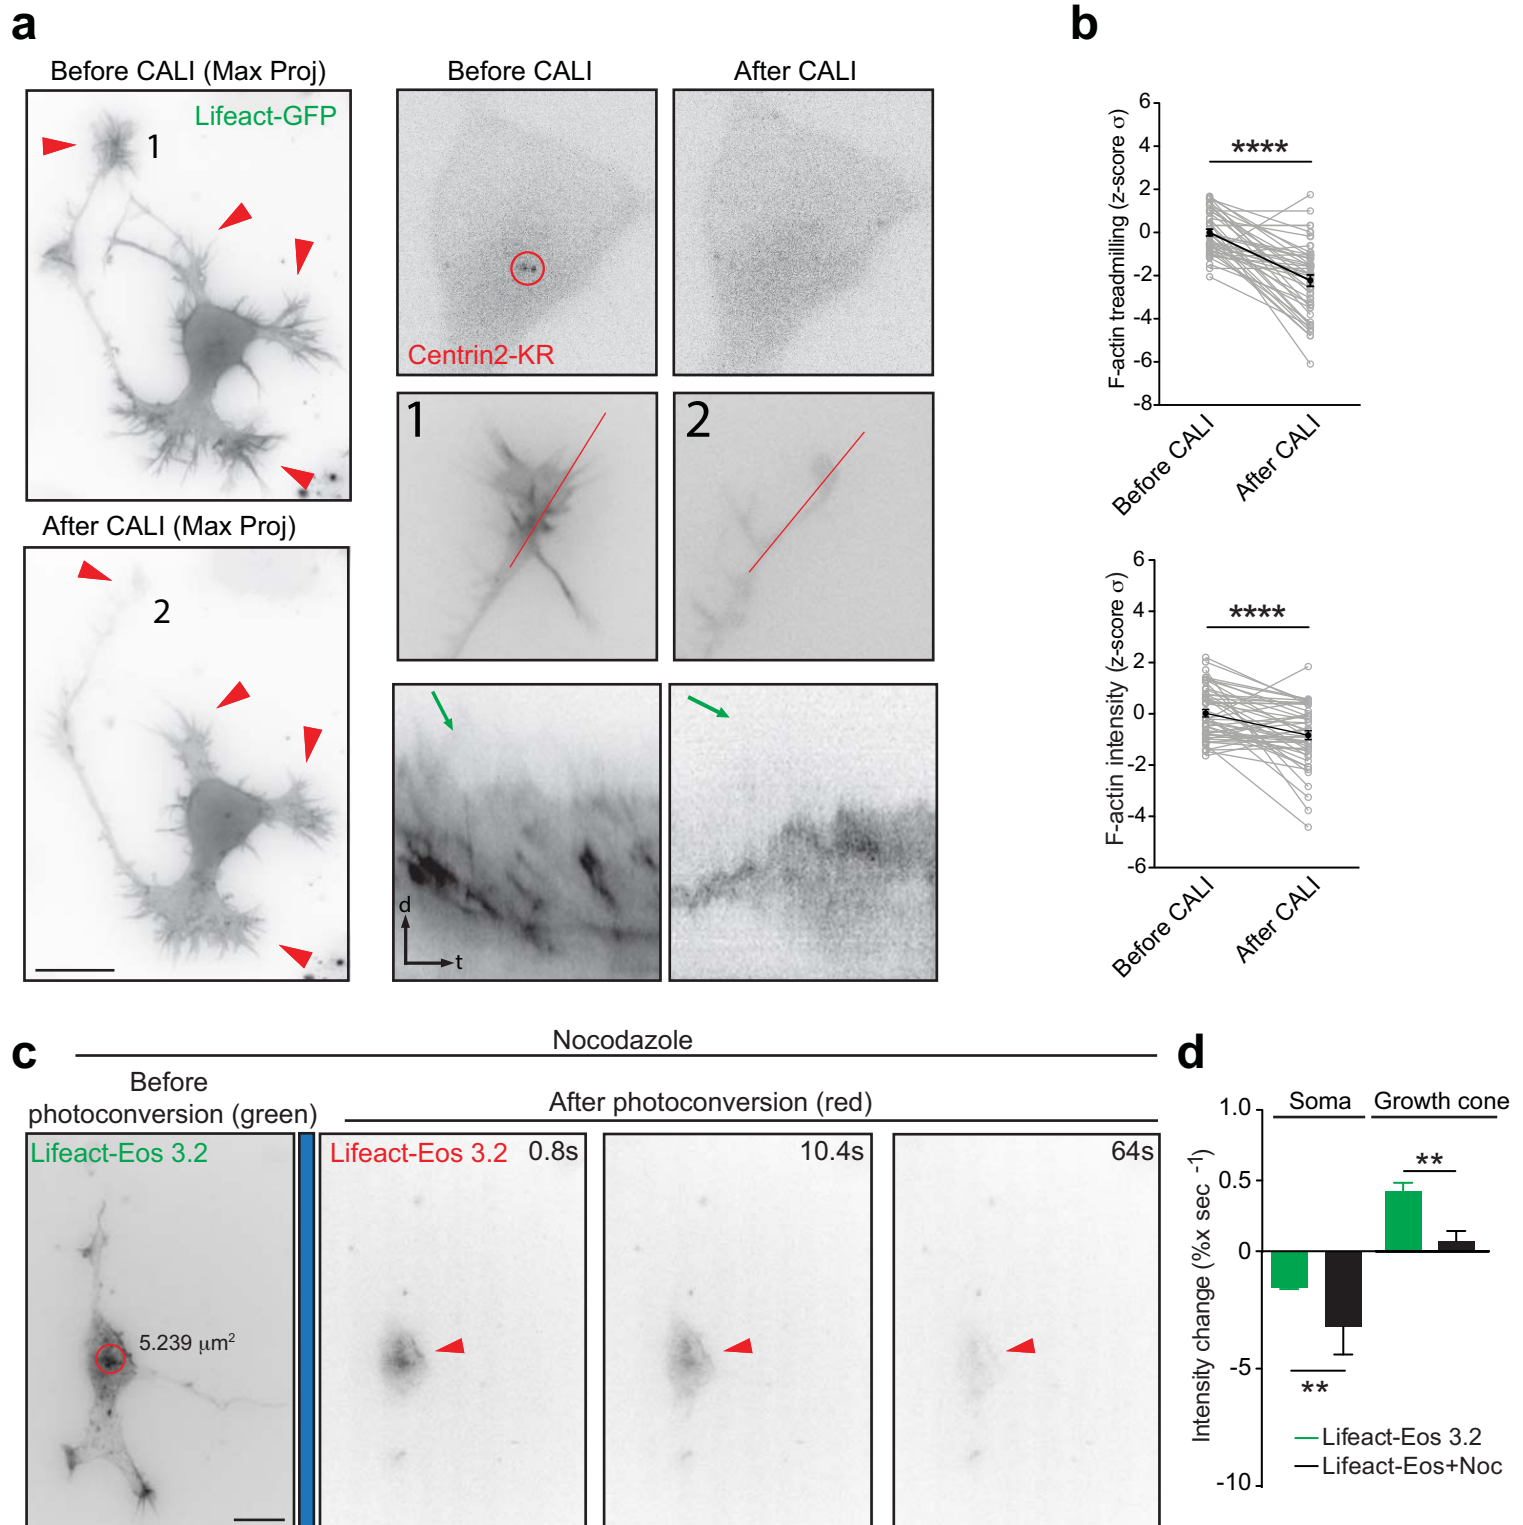 a
Before CALI (Max Proj)
Lifeact-GFP
1
After CALI (Max Proj)
2
Before CALI
After CALI
Centrin2-KR
1
2
d
t
b
F-actin treadmilling (z-score σ)
6
4
2
0
-2
-4
-6
-8
****
Before CALI
After CALI
F-actin intensity (z-score σ)
6
4
2
0
-2
-4
-6
****
Before CALI
After CALI
c
Nocodazole
Before
photoconversion (green)
After photoconversion (red)
Lifeact-Eos 3.2
5.239 µm²
Lifeact-Eos 3.2 0.8s
10.4s
64s
d
Soma
Growth cone
Intensity change (%x sec ⁻¹)
1.0
0.5
0
-5
-10
**
**
Lifeact-Eos 3.2
Lifeact-Eos+Noc